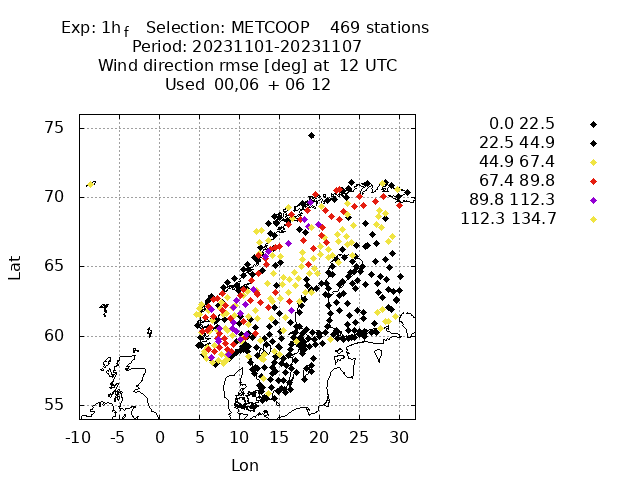 Exp: 1h_f   Selection: METCOOP    469 stations
Period: 20231101-20231107
Wind direction rmse [deg] at  12 UTC
Used  00,06  + 06 12
0.0 22.5
22.5 44.9
44.9 67.4
67.4 89.8
89.8 112.3
112.3 134.7
75
70
65
60
55
Lat
-10 -5 0 5 10 15 20 25 30
Lon